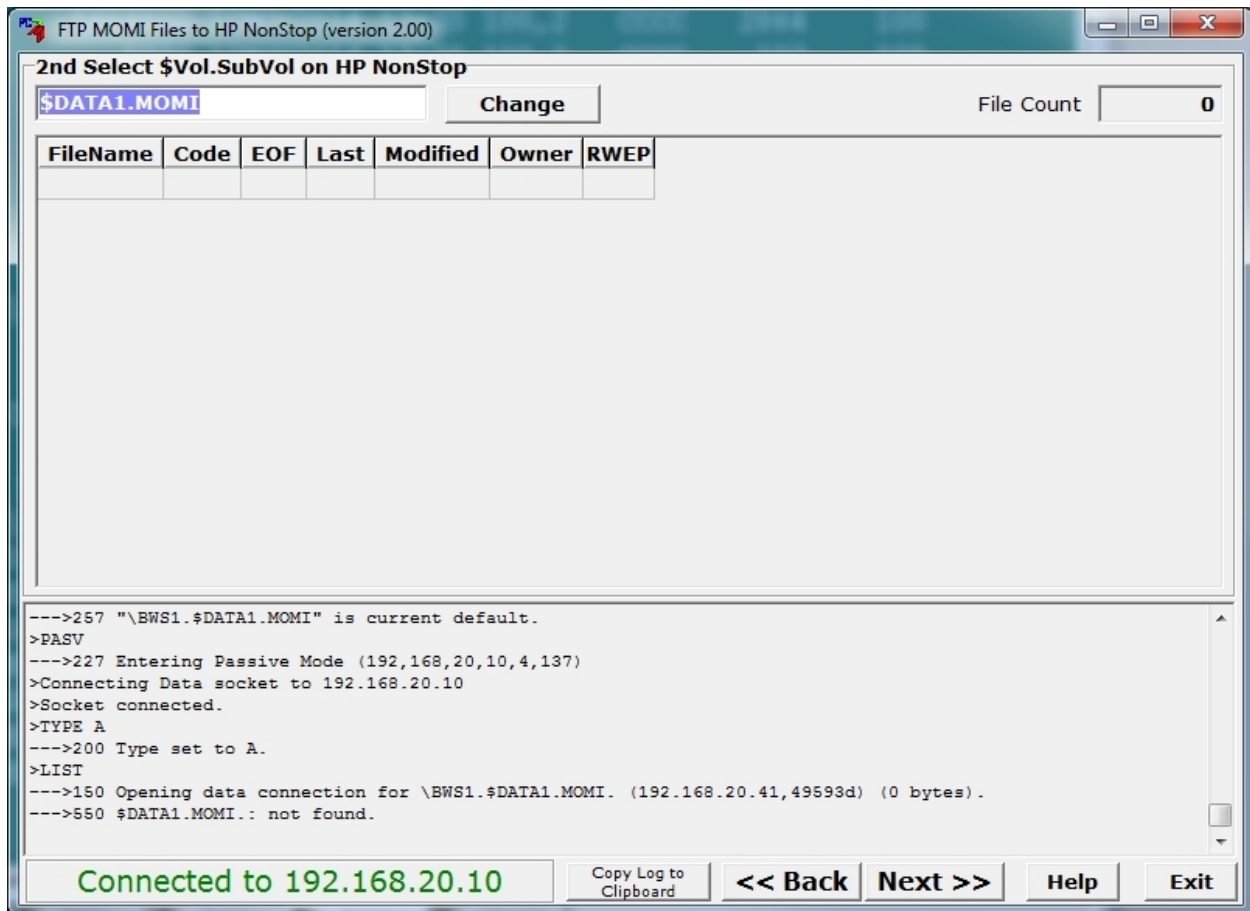 FTP MOMI Files to HP NonStop (version 2.00)
2nd Select $Vol.SubVol on HP NonStop
$DATA1.MOMI Change File Count 0
FileName Code EOF Last Modified Owner RWEP
--->257 "\BWS1.$DATA1.MOMI" is current default.
>PASV
--->227 Entering Passive Mode (192,168,20,10,4,137)
>Connecting Data socket to 192.168.20.10
>Socket connected.
>TYPE A
--->200 Type set to A.
>LIST
--->150 Opening data connection for \BWS1.$DATA1.MOMI. (192.168.20.41,49593d) (0 bytes).
--->550 $DATA1.MOMI.: not found.
Connected to 192.168.20.10 Copy Log to Clipboard << Back Next >> Help Exit